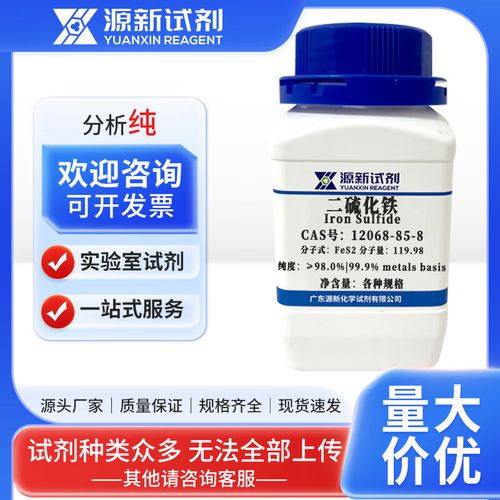 源新试剂
YUANXIN REAGENT
分析纯
欢迎咨询
可开发票
实验室试剂
一站式服务
源新试剂
YUANXIN REAGENT
二硫化铁
Iron Sulfide
CAS号: 12068-85-8
分子式: FeS2 分子量: 119.98
纯度: ≥98.0%|99.9% metals basis
净含量: 各种规格
广东源新化学试剂有限公司
源头厂家 质量保证 规格齐全 现货速发
试剂种类众多 无法全部上传
—其他请咨询客服—
量大
价优